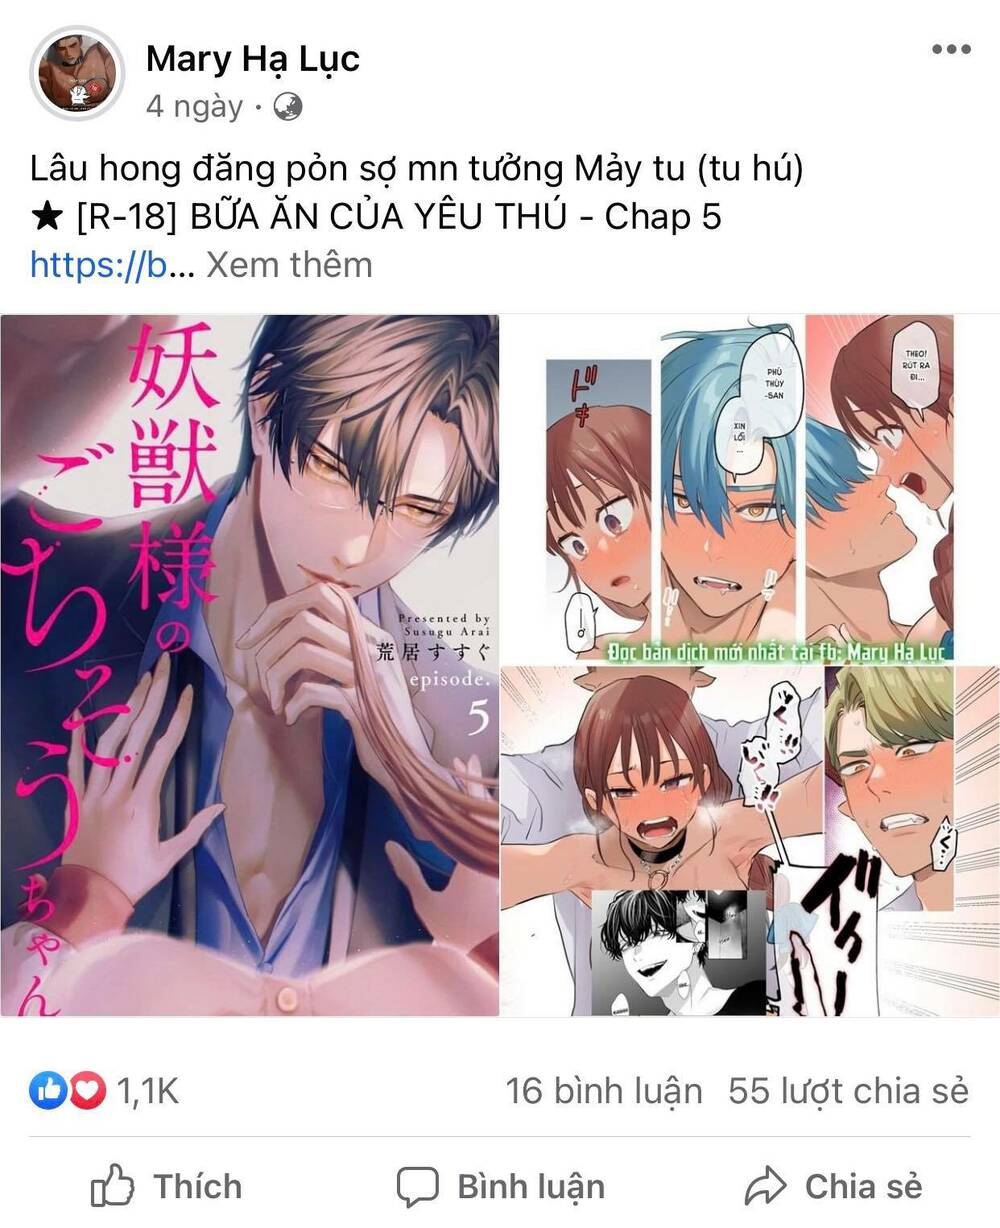 Mary Hạ Lục
4 ngày ·
Lâu hong đăng pỏn sợ mn tưởng Mảy tu (tu hú)
★ [R-18] BỮA ĂN CỦA YÊU THÚ - Chap 5
https://b... Xem thêm
妖獣様の
ごちそうちゃん
Presented by
Susugu Arai
荒居すすぐ
episode.
5
ドキ
PHÙ
THỦY
-SAN
XIN
LỖI
...
THEO!
RÚT RA
ĐI...
Đọc bản dịch mới nhất tại fb: Mary Hạ Lục
1,1K
16 bình luận 55 lượt chia sẻ
Thích
Bình luận
Chia sẻ